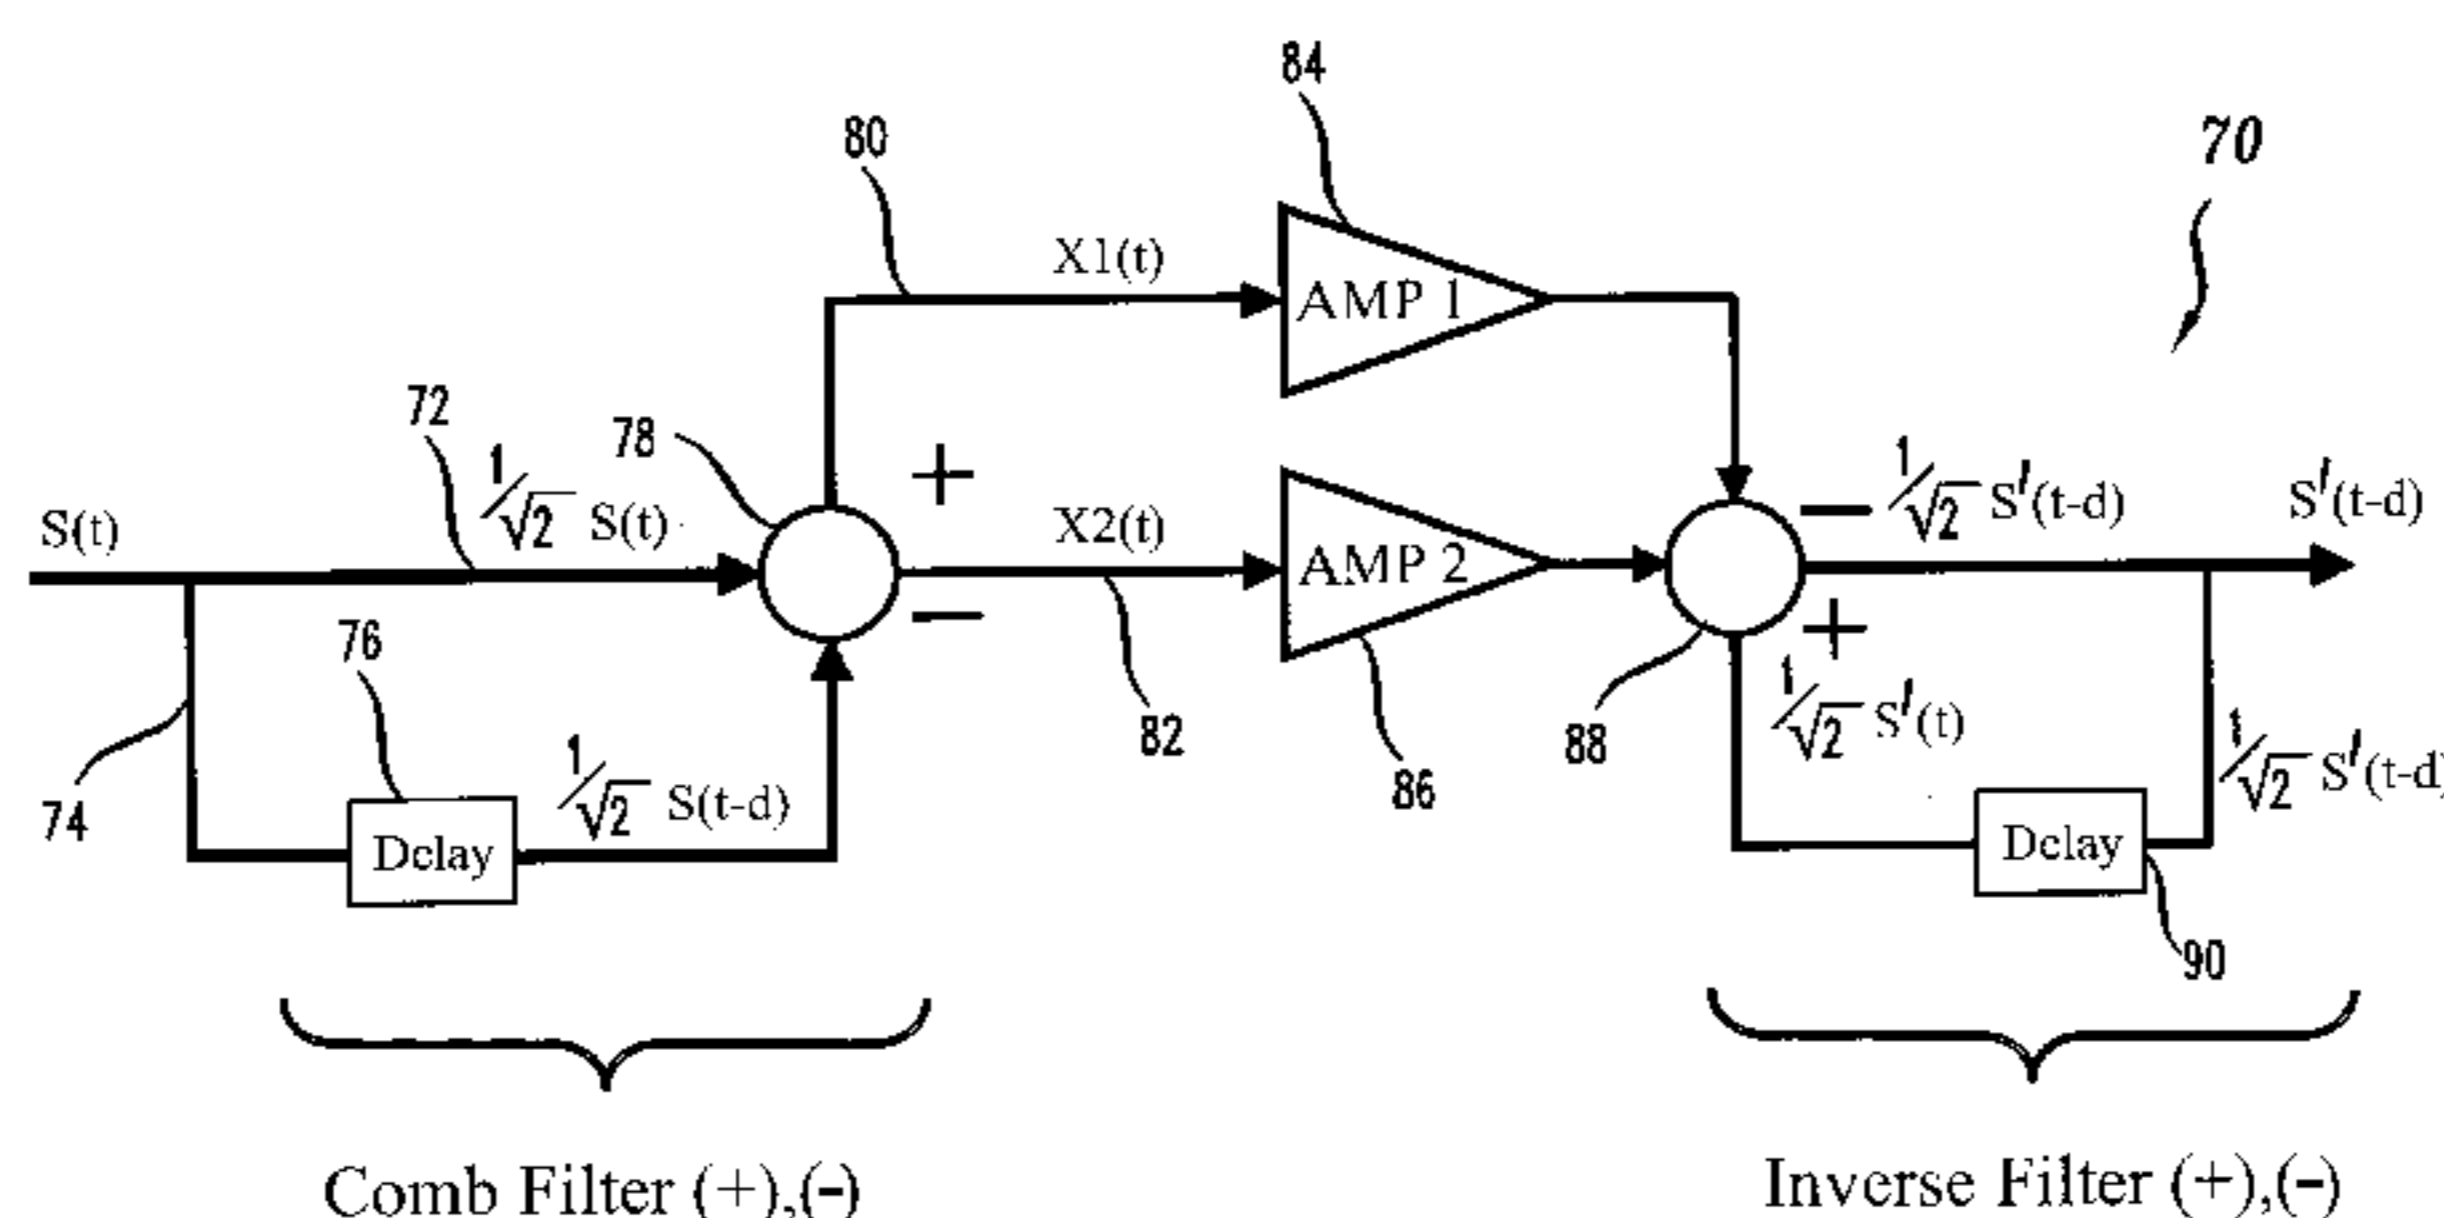 84
80
70
X1(t)
AMP 1
72
78
+
1/√2 S(t)
S(t)
X2(t)
AMP 2
−
− 1/√2 S'(t-d)
S'(t-d)
76
+
82
88
86
1/√2 S'(t)
1/√2 S'(t-d)
74
1/√2 S(t-d)
Delay
Delay
90
Comb Filter (+),(-)
Inverse Filter (+),(-)